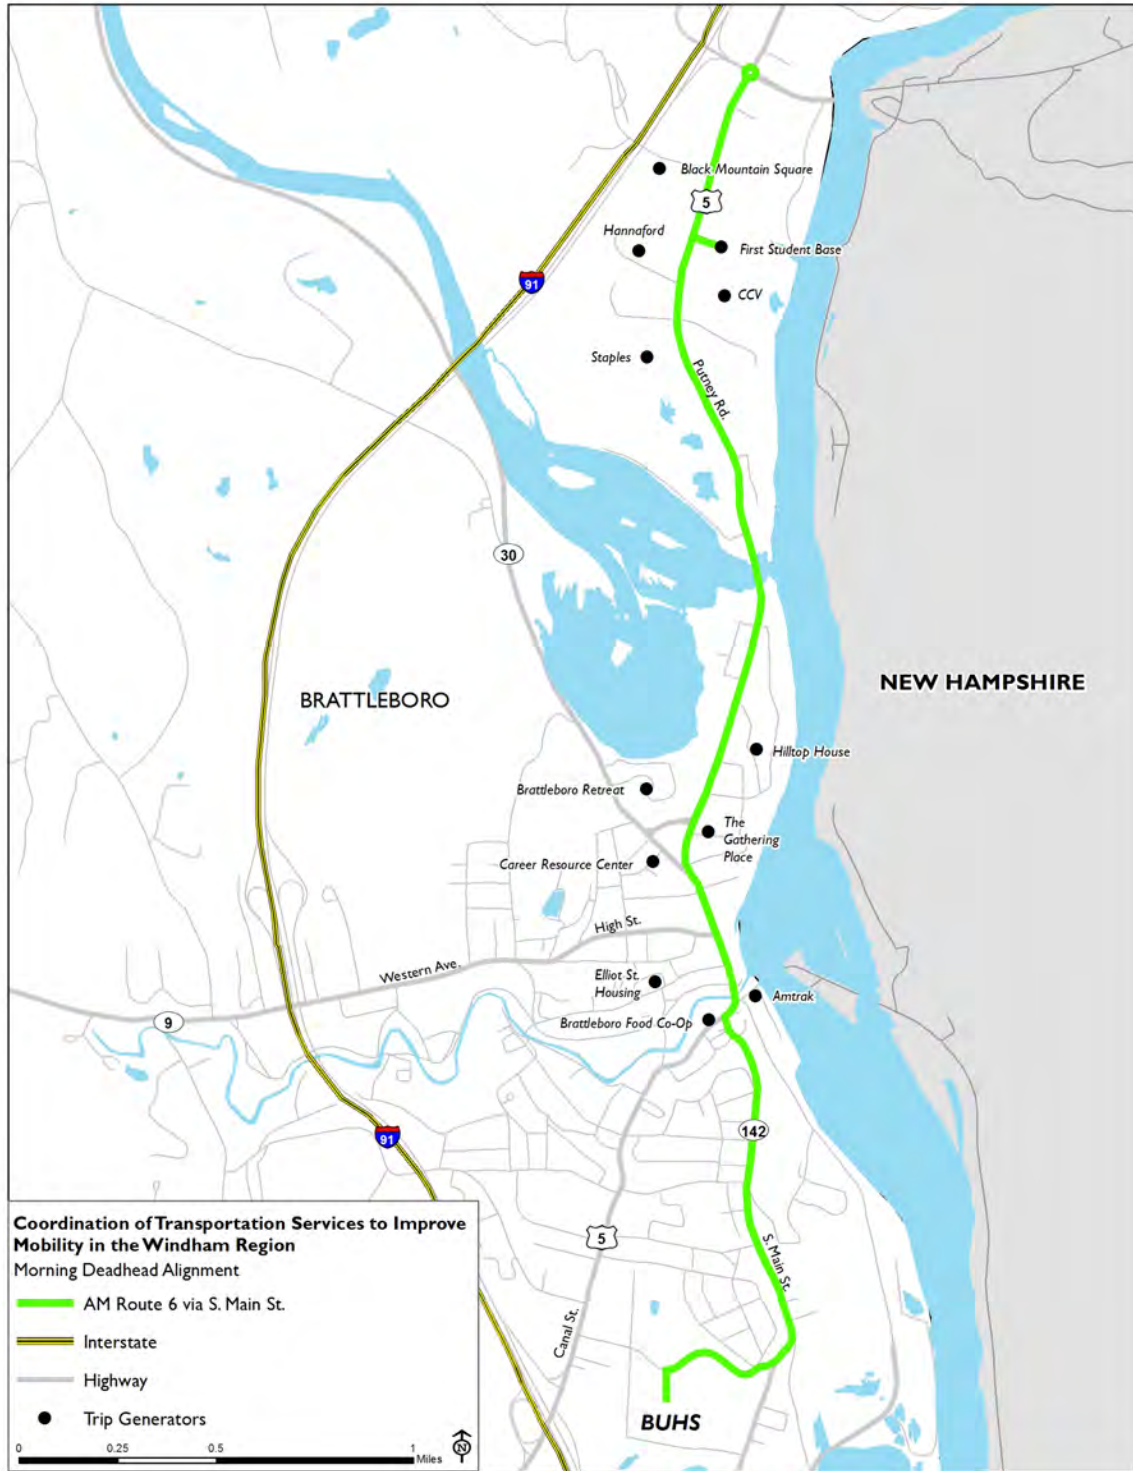 Black Mountain Square
5
Hannaford
First Student Base
91
CCV
Staples
Putney Rd.
30
BRATTLEBORO
NEW HAMPSHIRE
Hilltop House
Brattleboro Retreat
The
Gathering
Place
Career Resource Center
High St.
Western Ave.
Elliot St.
Housing
Amtrak
9
Brattleboro Food Co-Op
142
91
5
S. Main St.
Canal St.
BUHS
Coordination of Transportation Services to Improve
Mobility in the Windham Region
Morning Deadhead Alignment
AM Route 6 via S. Main St.
Interstate
Highway
Trip Generators
0 0.25 0.5 1
Miles
N